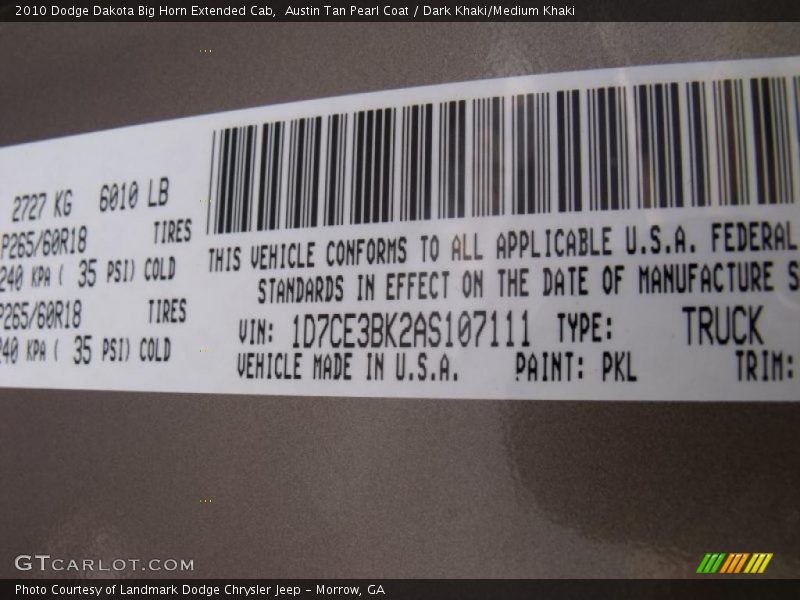 2010 Dodge Dakota Big Horn Extended Cab,  Austin Tan Pearl Coat / Dark Khaki/Medium Khaki
2727 KG 6010 LB
P265/60R18 TIRES
240 KPA ( 35 PSI) COLD
P265/60R18 TIRES
240 KPA ( 35 PSI) COLD
THIS VEHICLE CONFORMS TO ALL APPLICABLE U.S.A. FEDERAL
STANDARDS IN EFFECT ON THE DATE OF MANUFACTURE S
VIN: 1D7CE3BK2AS107111 TYPE: TRUCK
VEHICLE MADE IN U.S.A. PAINT: PKL TRIM:
GTCARLOT.COM
Photo Courtesy of Landmark Dodge Chrysler Jeep – Morrow, GA